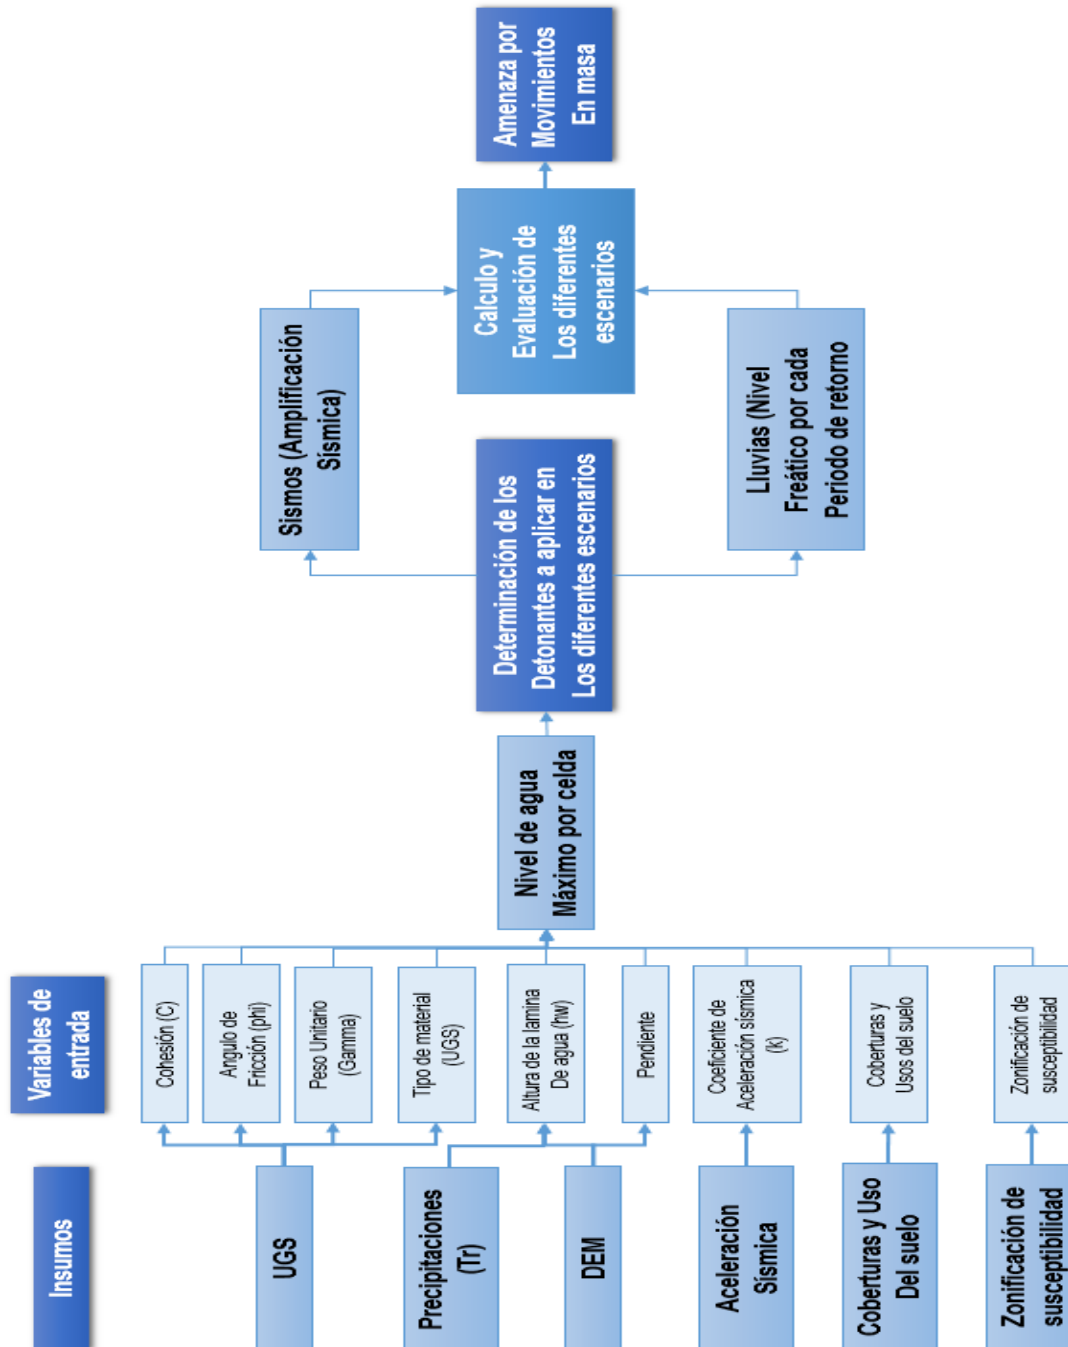 Insumos
Variables de
entrada
UGS
Precipitaciones
(Tr)
DEM
Aceleración
Sísmica
Coberturas y Uso
Del suelo
Zonificación de
susceptibilidad
Cohesión (C)
Angulo de
Fricción (phi)
Peso Unitario
(Gamma)
Tipo de material
(UGS)
Altura de la lamina
De agua (hw)
Pendiente
Coeficiente de
Aceleración sísmica
(K)
Coberturas y
Usos del suelo
Zonificación de
susceptibilidad
Nivel de agua
Máximo por celda
Determinación de los
Detonantes a aplicar en
Los diferentes escenarios
Sismos (Amplificación
Sísmica)
Lluvias (Nivel
Freático por cada
Periodo de retorno
Calculo y
Evaluación de
Los diferentes
escenarios
Amenaza por
Movimientos
En masa